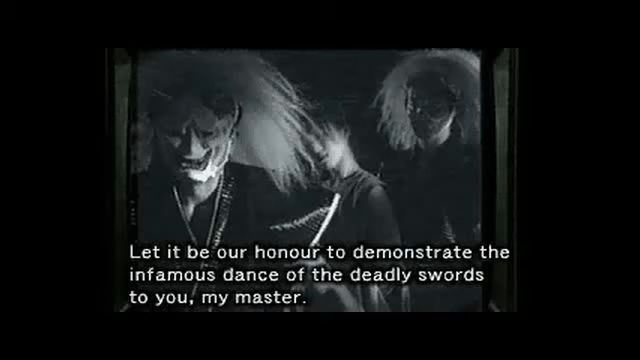 Let it be our honour to demonstrate the
infamous dance of the deadly swords
to you, my master.